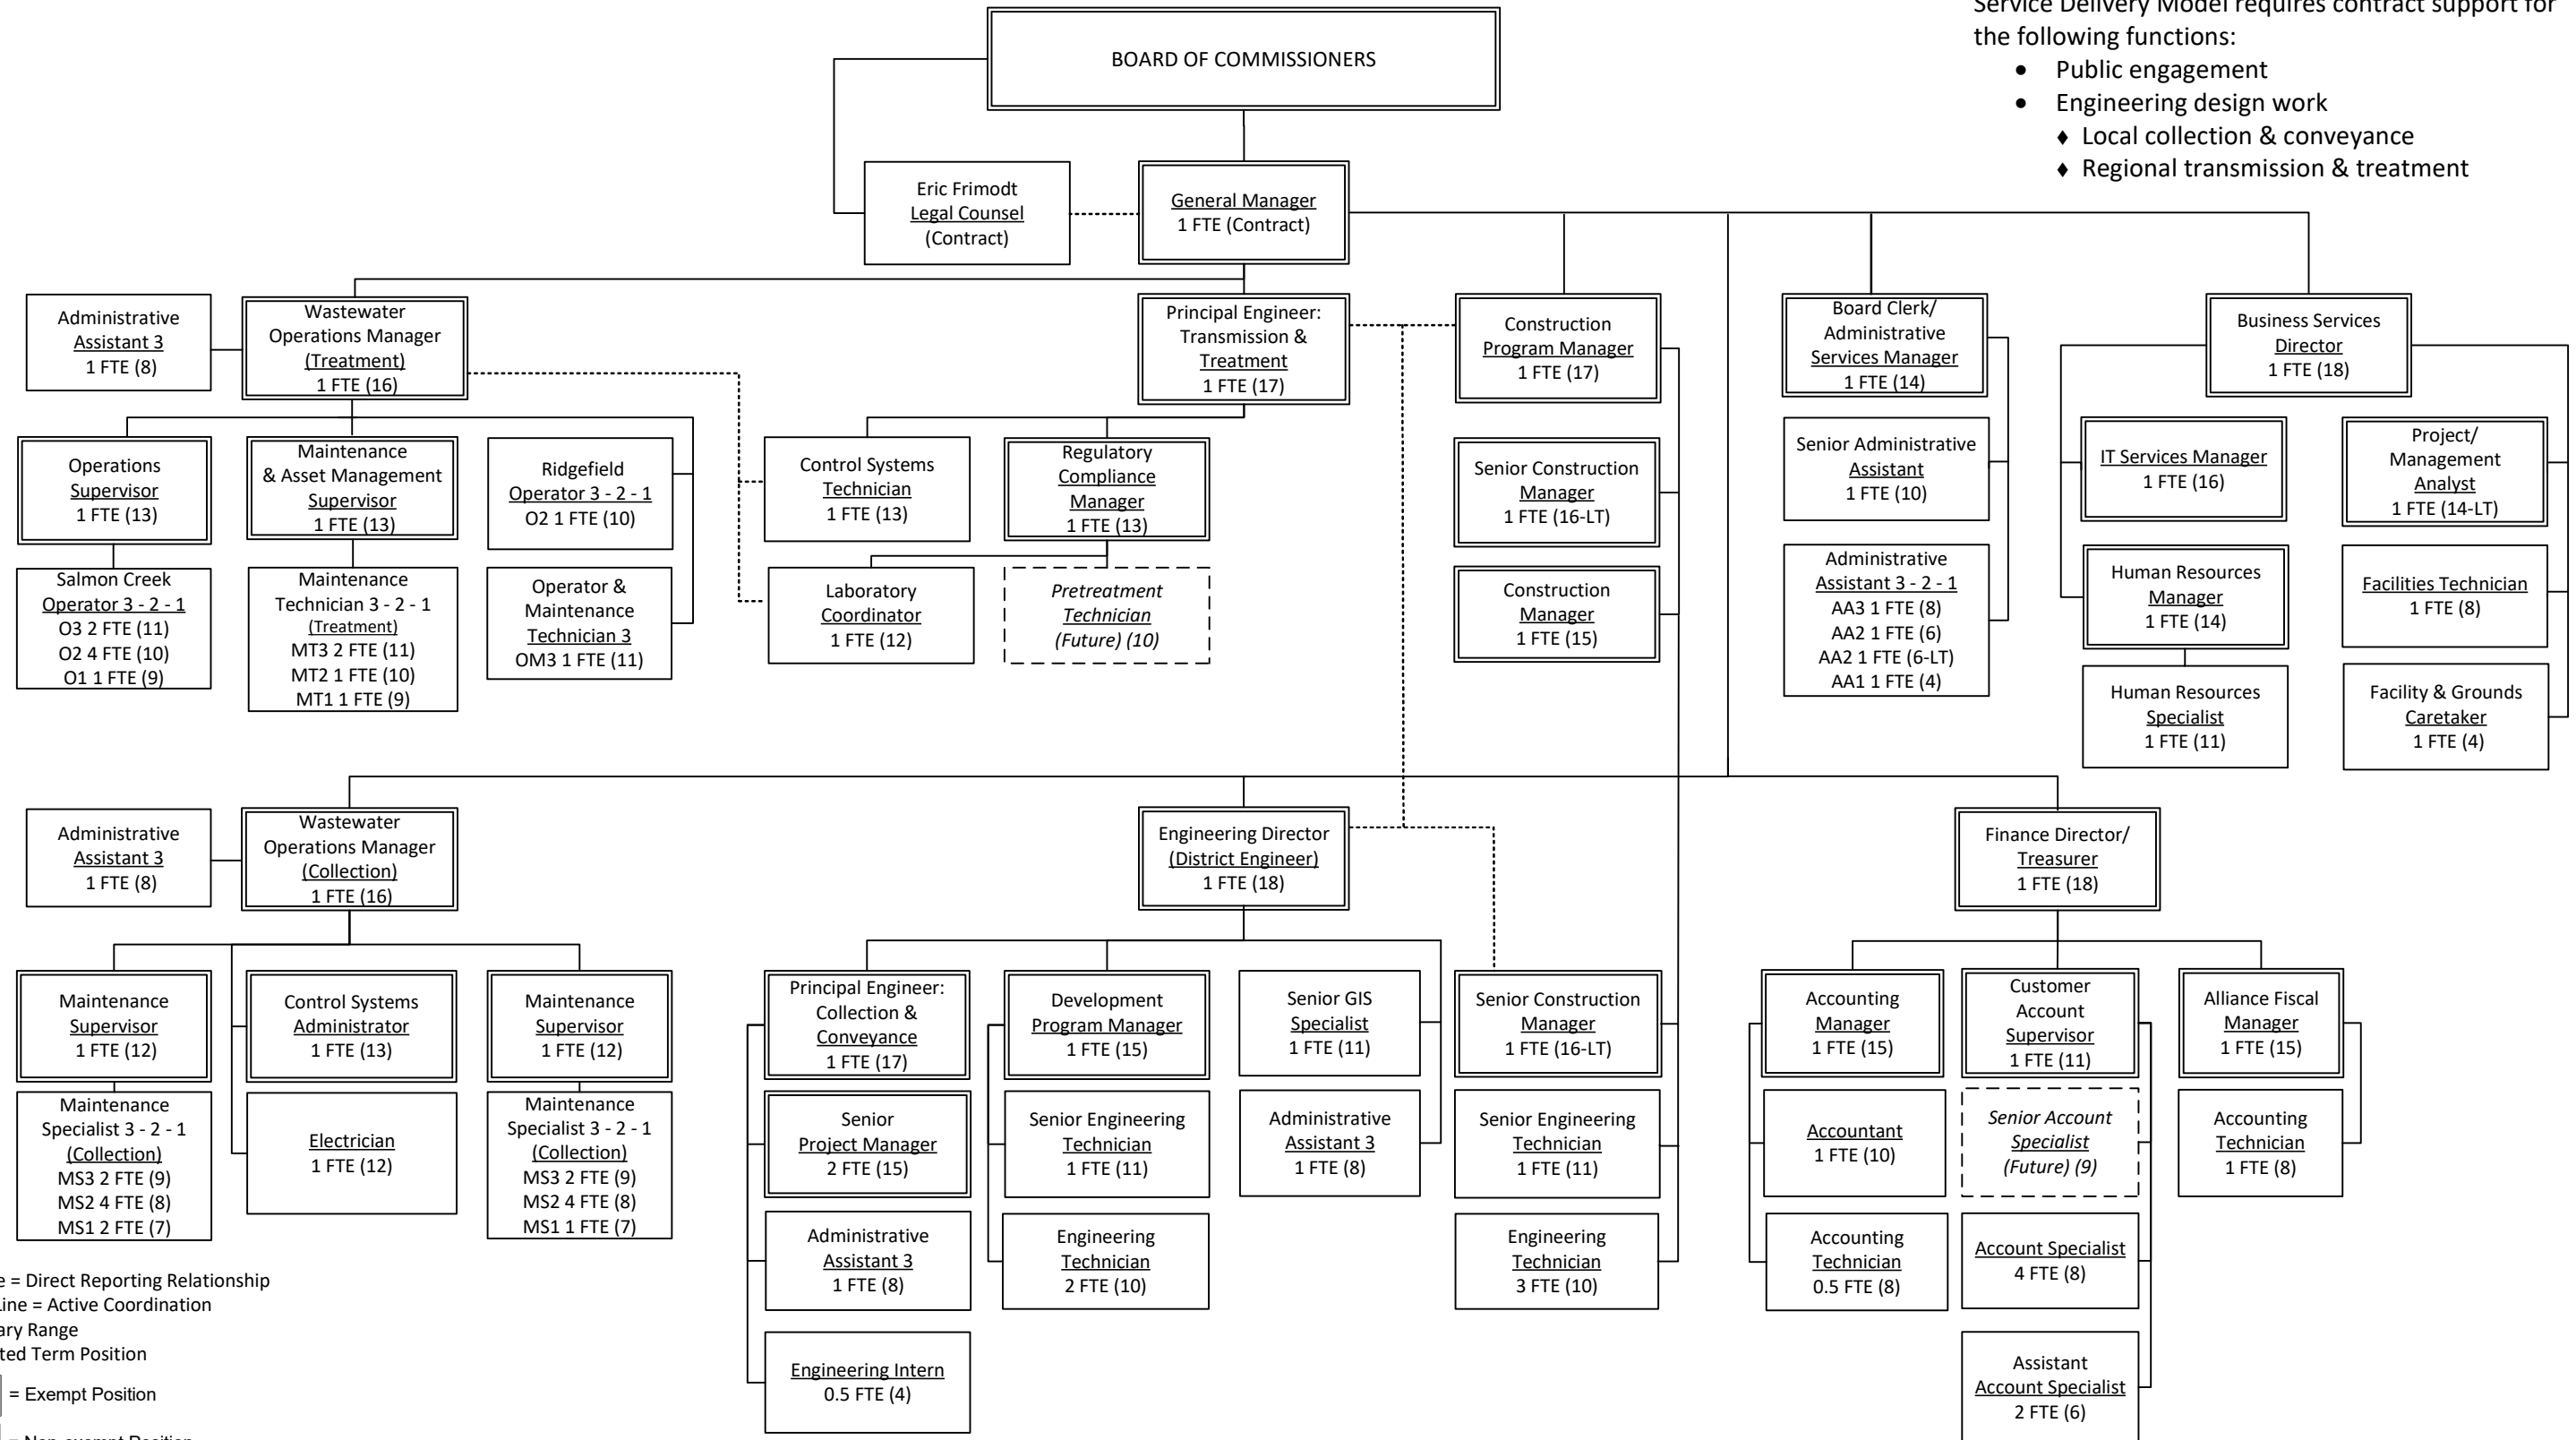 Service Delivery Model requires contract support for
the following functions:
• Public engagement
• Engineering design work
♦ Local collection & conveyance
♦ Regional transmission & treatment
BOARD OF COMMISSIONERS
Eric Frimodt
Legal Counsel
(Contract)
General Manager
1 FTE (Contract)
Administrative
Assistant 3
1 FTE (8)
Wastewater
Operations Manager
(Treatment)
1 FTE (16)
Principal Engineer:
Transmission &
Treatment
1 FTE (17)
Construction
Program Manager
1 FTE (17)
Board Clerk/
Administrative
Services Manager
1 FTE (14)
Business Services
Director
1 FTE (18)
Operations
Supervisor
1 FTE (13)
Maintenance
& Asset Management
Supervisor
1 FTE (13)
Ridgefield
Operator 3 - 2 - 1
O2 1 FTE (10)
Control Systems
Technician
1 FTE (13)
Regulatory
Compliance
Manager
1 FTE (13)
Senior Construction
Manager
1 FTE (16-LT)
Senior Administrative
Assistant
1 FTE (10)
IT Services Manager
1 FTE (16)
Project/
Management
Analyst
1 FTE (14-LT)
Salmon Creek
Operator 3 - 2 - 1
O3 2 FTE (11)
O2 4 FTE (10)
O1 1 FTE (9)
Maintenance
Technician 3 - 2 - 1
(Treatment)
MT3 2 FTE (11)
MT2 1 FTE (10)
MT1 1 FTE (9)
Operator &
Maintenance
Technician 3
OM3 1 FTE (11)
Laboratory
Coordinator
1 FTE (12)
Pretreatment
Technician
(Future) (10)
Construction
Manager
1 FTE (15)
Administrative
Assistant 3 - 2 - 1
AA3 1 FTE (8)
AA2 1 FTE (6)
AA2 1 FTE (6-LT)
AA1 1 FTE (4)
Human Resources
Manager
1 FTE (14)
Facilities Technician
1 FTE (8)
Human Resources
Specialist
1 FTE (11)
Facility & Grounds
Caretaker
1 FTE (4)
Administrative
Assistant 3
1 FTE (8)
Wastewater
Operations Manager
(Collection)
1 FTE (16)
Engineering Director
(District Engineer)
1 FTE (18)
Finance Director/
Treasurer
1 FTE (18)
Maintenance
Supervisor
1 FTE (12)
Control Systems
Administrator
1 FTE (13)
Maintenance
Supervisor
1 FTE (12)
Principal Engineer:
Collection &
Conveyance
1 FTE (17)
Development
Program Manager
1 FTE (15)
Senior GIS
Specialist
1 FTE (11)
Senior Construction
Manager
1 FTE (16-LT)
Accounting
Manager
1 FTE (15)
Customer
Account
Supervisor
1 FTE (11)
Alliance Fiscal
Manager
1 FTE (15)
Maintenance
Specialist 3 - 2 - 1
(Collection)
MS3 2 FTE (9)
MS2 4 FTE (8)
MS1 2 FTE (7)
Electrician
1 FTE (12)
Maintenance
Specialist 3 - 2 - 1
(Collection)
MS3 2 FTE (9)
MS2 4 FTE (8)
MS1 1 FTE (7)
Senior
Project Manager
2 FTE (15)
Senior Engineering
Technician
1 FTE (11)
Administrative
Assistant 3
1 FTE (8)
Senior Engineering
Technician
1 FTE (11)
Accountant
1 FTE (10)
Senior Account
Specialist
(Future) (9)
Accounting
Technician
1 FTE (8)
Administrative
Assistant 3
1 FTE (8)
Engineering
Technician
2 FTE (10)
Engineering
Technician
3 FTE (10)
Accounting
Technician
0.5 FTE (8)
Account Specialist
4 FTE (8)
Engineering Intern
0.5 FTE (4)
Assistant
Account Specialist
2 FTE (6)
= Direct Reporting Relationship
Line = Active Coordination
Range
Term Position
= Exempt Position
= Non-exempt Position